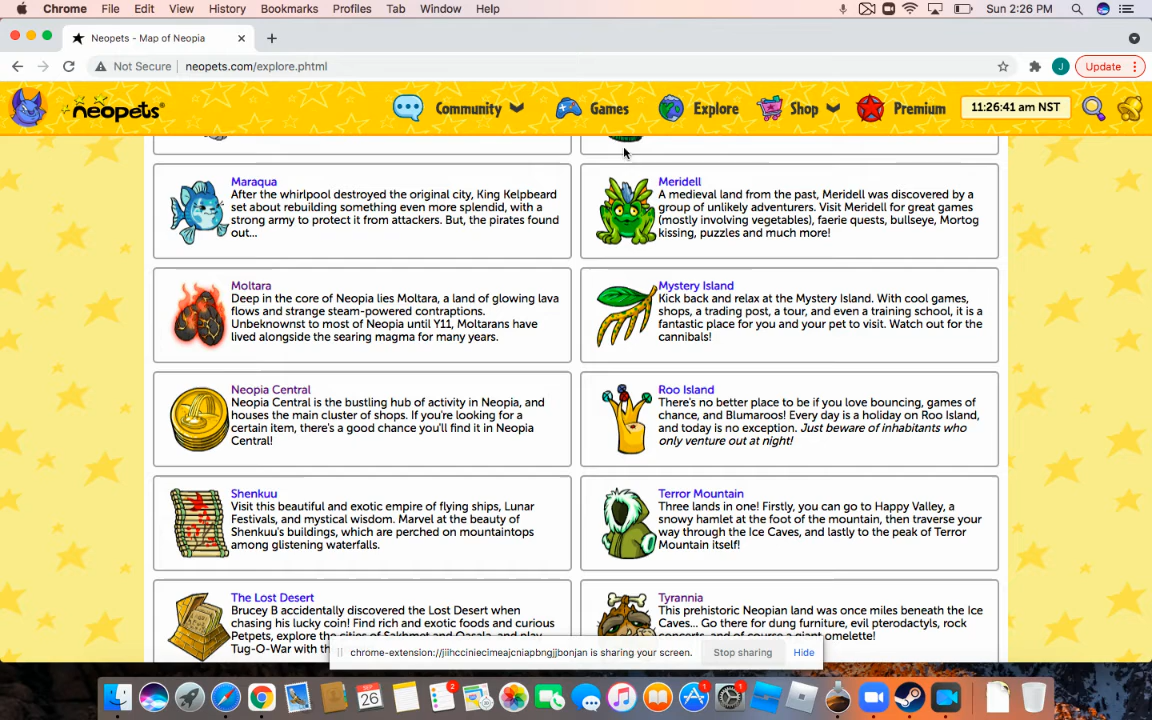 Chrome File Edit View History Bookmarks Profiles Tab Window Help Sun 2:26 PM
Neopets - Map of Neopia
Not Secure neopets.com/explore.phtml J Update
neopets® Community Games Explore Shop Premium 11:26:41 am NST
Maraqua
After the whirlpool destroyed the original city, King Kelpbeard
set about rebuilding something even more splendid, with a
strong army to protect it from attackers. But, the pirates found
out...
Meridell
A medieval land from the past, Meridell was discovered by a
group of unlikely adventurers. Visit Meridell for great games
(mostly involving vegetables), faerie quests, bullseye, Mortog
kissing, puzzles and much more!
Moltara
Deep in the core of Neopia lies Moltara, a land of glowing lava
flows and strange steam-powered contraptions.
Unbeknownst to most of Neopia until Y11, Moltarans have
lived alongside the searing magma for many years.
Mystery Island
Kick back and relax at the Mystery Island. With cool games,
shops, a trading post, a tour, and even a training school, it is a
fantastic place for you and your pet to visit. Watch out for the
cannibals!
Neopia Central
Neopia Central is the bustling hub of activity in Neopia, and
houses the main cluster of shops. If you're looking for a
certain item, there's a good chance you'll find it in Neopia
Central!
Roo Island
There's no better place to be if you love bouncing, games of
chance, and Blumaroos! Every day is a holiday on Roo Island,
and today is no exception. Just beware of inhabitants who
only venture out at night!
Shenkuu
Visit this beautiful and exotic empire of flying ships, Lunar
Festivals, and mystical wisdom. Marvel at the beauty of
Shenkuu's buildings, which are perched on mountaintops
among glistening waterfalls.
Terror Mountain
Three lands in one! Firstly, you can go to Happy Valley, a
snowy hamlet at the foot of the mountain, then traverse your
way through the Ice Caves, and lastly to the peak of Terror
Mountain itself!
The Lost Desert
Brucey B accidentally discovered the Lost Desert when
chasing his lucky coin! Find rich and exotic foods and curious
Petpets, explore the cities of Sakhmet and Qasala, and play
Tug-O-War with th
Tyrannia
This prehistoric Neopian land was once miles beneath the Ice
Caves... Go there for dung furniture, evil pterodactyls, rock
concerts, and of course a giant omelette!
chrome-extension://jiihcciniecimeajcniapbngjjbonjan is sharing your screen. Stop sharing Hide
26 2 1 1